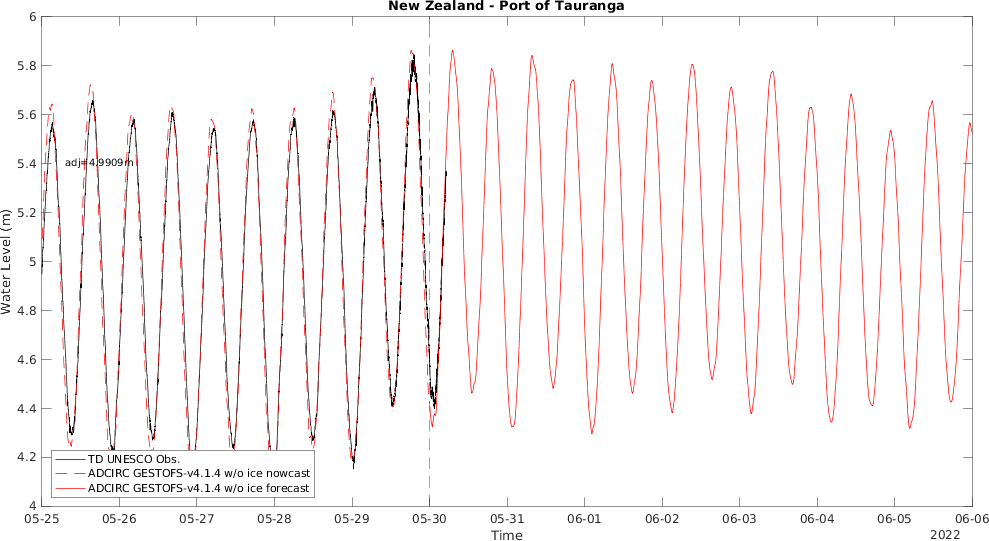 New Zealand - Port of Tauranga
6
5.8
5.6
5.4
5.2
5
4.8
4.6
4.4
4.2
4
Water Level (m)
adj=4.9909m
TD UNESCO Obs.
ADCIRC GESTOFS-v4.1.4 w/o ice nowcast
ADCIRC GESTOFS-v4.1.4 w/o ice forecast
05-25 05-26 05-27 05-28 05-29 05-30 05-31 06-01 06-02 06-03 06-04 06-05 06-06
Time
2022